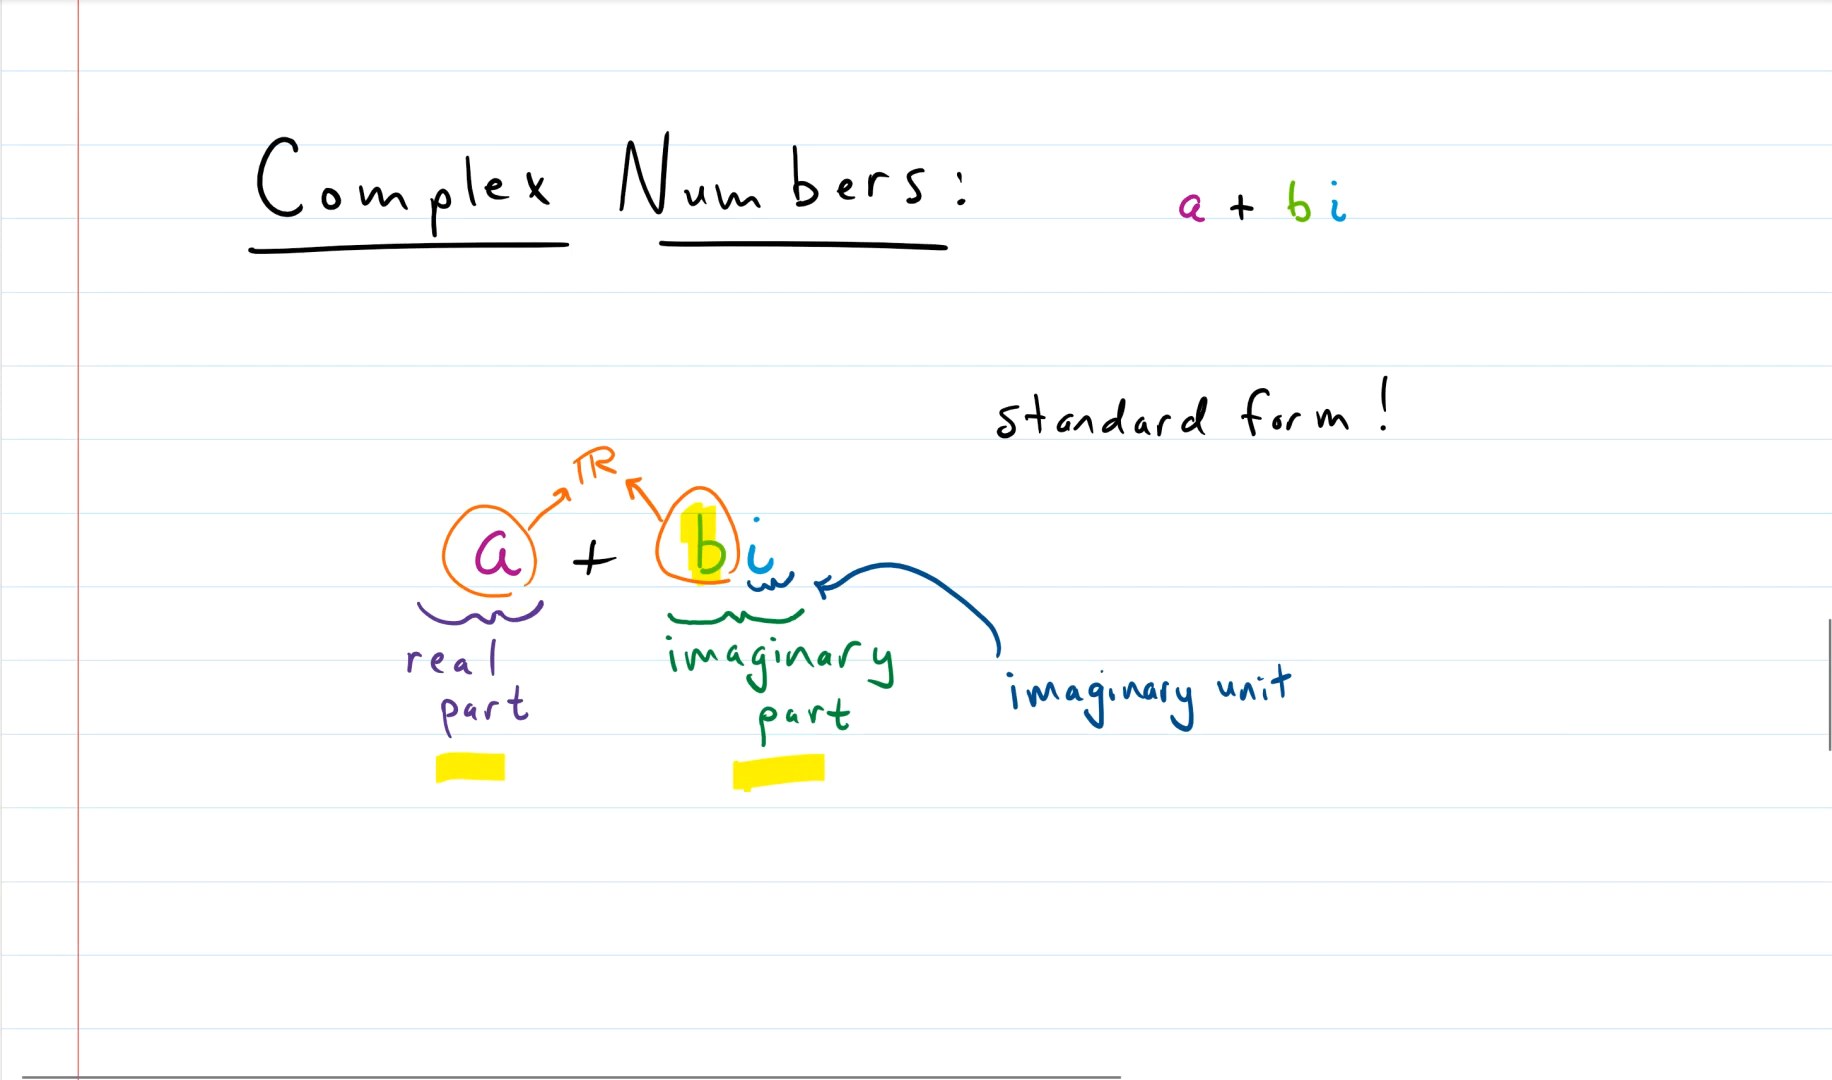 Complex Numbers: a + bi
standard form!
ℝ
a + bi
real part
imaginary part
imaginary unit